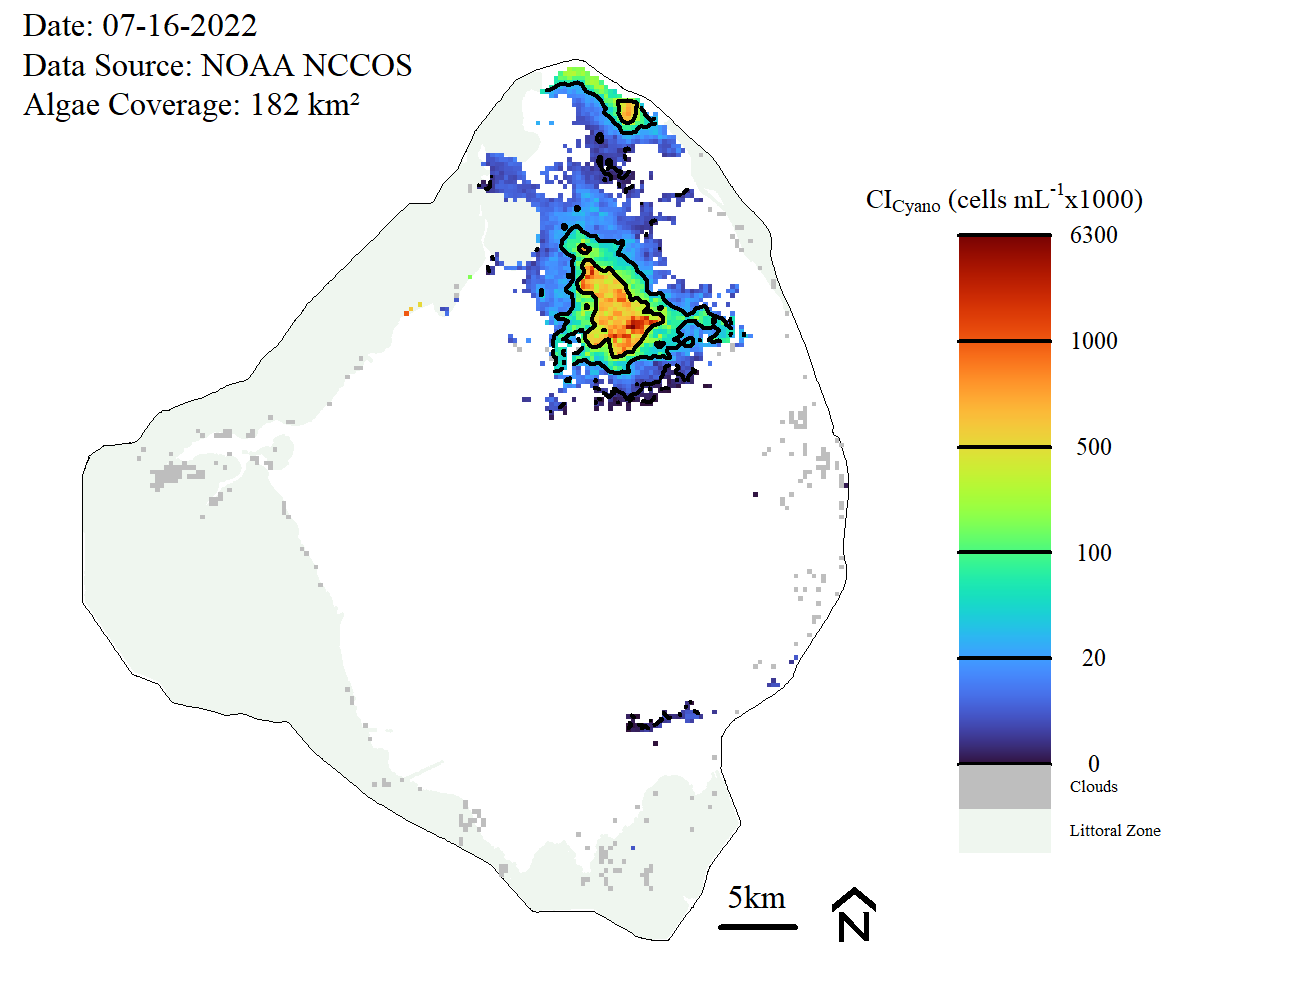 Date: 07-16-2022
Data Source: NOAA NCCOS
Algae Coverage: 182 km²
CICyano (cells mL-1x1000)
6300
1000
500
100
20
0
Clouds
Littoral Zone
5km
N